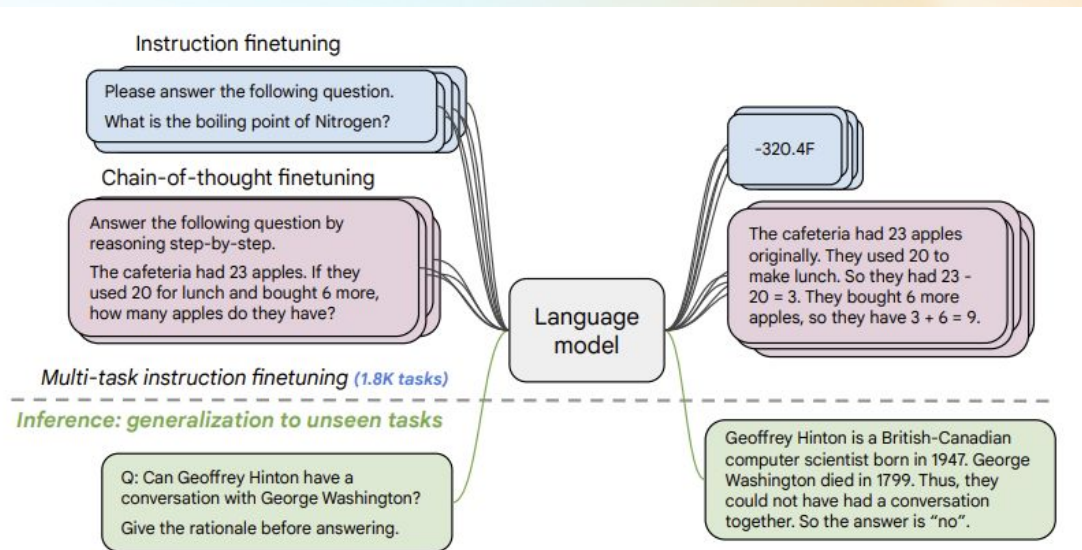 Instruction finetuning
Please answer the following question.
What is the boiling point of Nitrogen?
-320.4F
Chain-of-thought finetuning
Answer the following question by
reasoning step-by-step.
The cafeteria had 23 apples. If they
used 20 for lunch and bought 6 more,
how many apples do they have?
The cafeteria had 23 apples
originally. They used 20 to
make lunch. So they had 23 -
20 = 3. They bought 6 more
apples, so they have 3 + 6 = 9.
Language
model
Multi-task instruction finetuning (1.8K tasks)
Inference: generalization to unseen tasks
Q: Can Geoffrey Hinton have a
conversation with George Washington?
Give the rationale before answering.
Geoffrey Hinton is a British-Canadian
computer scientist born in 1947. George
Washington died in 1799. Thus, they
could not have had a conversation
together. So the answer is “no”.